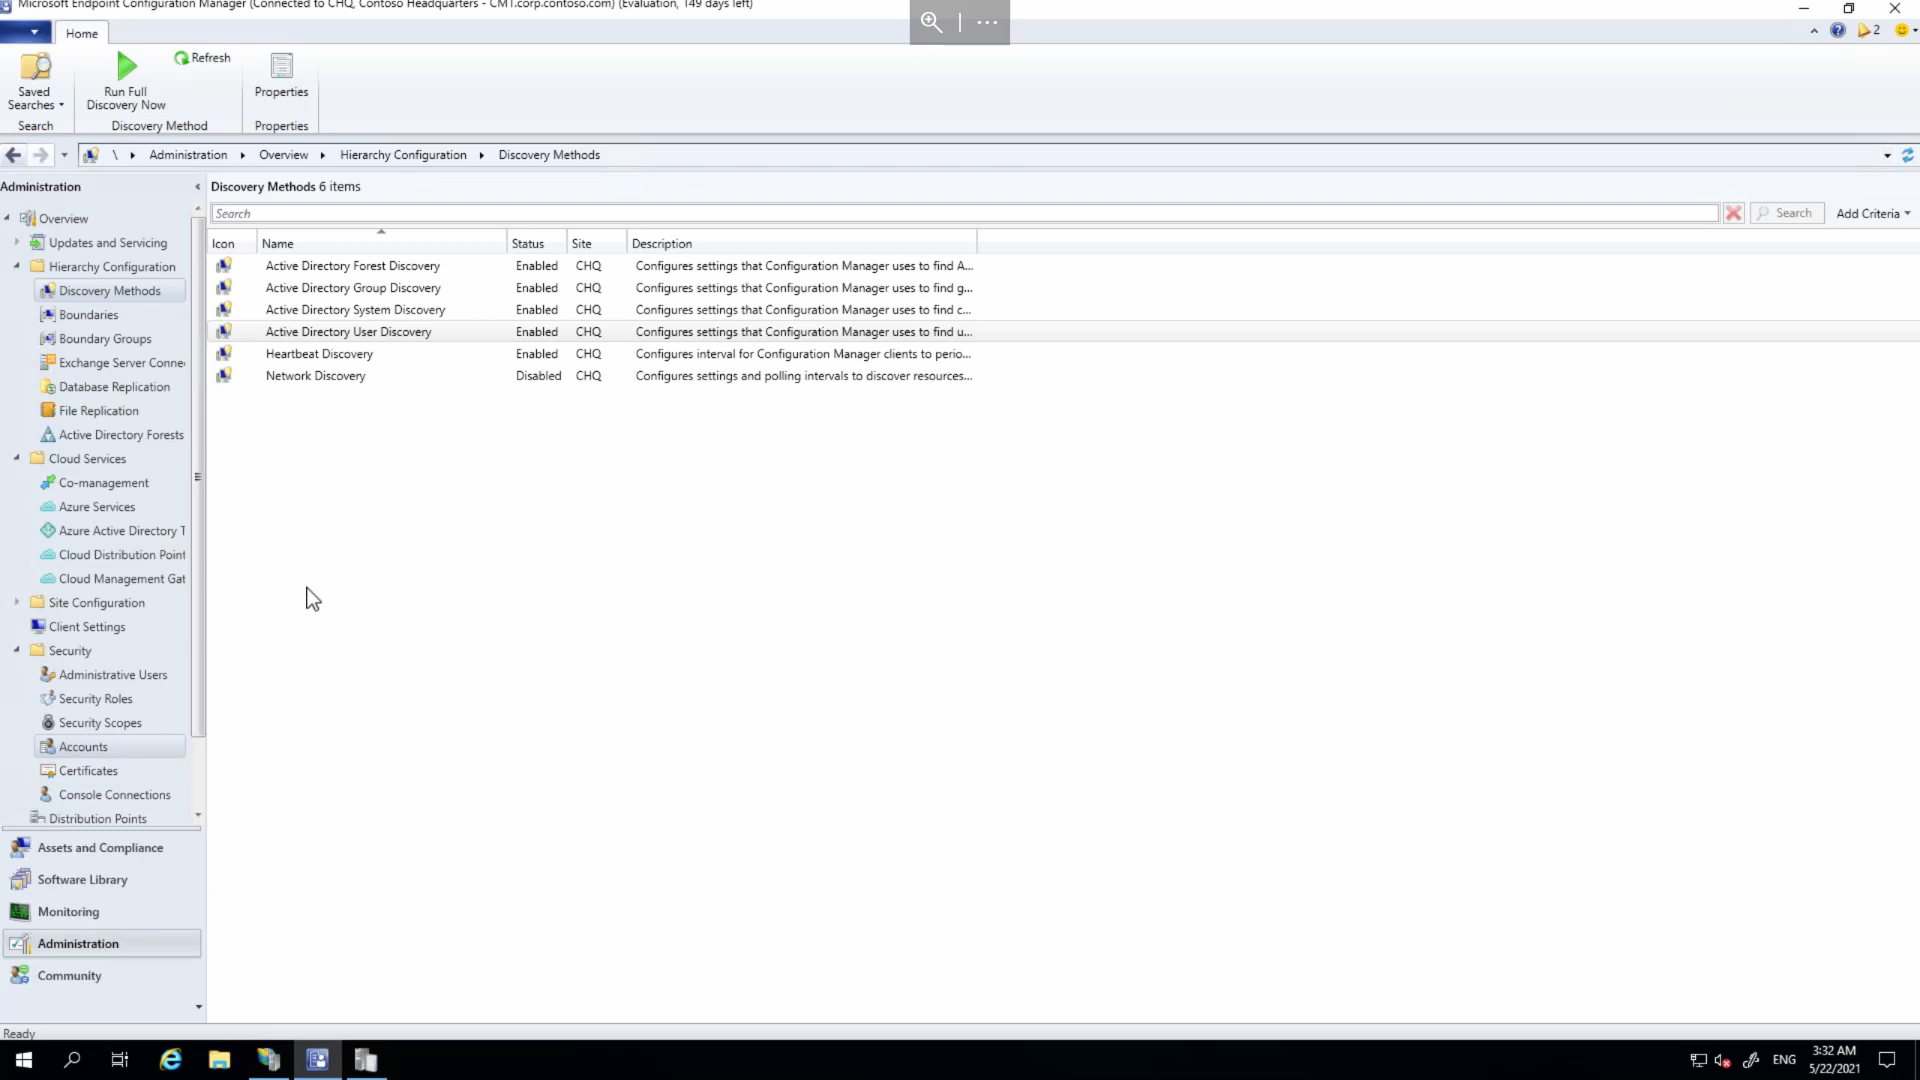 Microsoft Endpoint Configuration Manager (Connected to CHQ, Contoso Headquarters - CM1.corp.contoso.com) (Evaluation, 149 days left)
Home
2
Saved Searches
Run Full Discovery Now
Refresh
Properties
Search
Discovery Method
Properties
\ Administration Overview Hierarchy Configuration Discovery Methods
Administration
Discovery Methods 6 items
Search
Search
Add Criteria
Icon Name Status Site Description
Active Directory Forest Discovery Enabled CHQ Configures settings that Configuration Manager uses to find A...
Active Directory Group Discovery Enabled CHQ Configures settings that Configuration Manager uses to find g...
Active Directory System Discovery Enabled CHQ Configures settings that Configuration Manager uses to find c...
Active Directory User Discovery Enabled CHQ Configures settings that Configuration Manager uses to find u...
Heartbeat Discovery Enabled CHQ Configures interval for Configuration Manager clients to perio...
Network Discovery Disabled CHQ Configures settings and polling intervals to discover resources...
Overview
Updates and Servicing
Hierarchy Configuration
Discovery Methods
Boundaries
Boundary Groups
Exchange Server Conne
Database Replication
File Replication
Active Directory Forests
Cloud Services
Co-management
Azure Services
Azure Active Directory T
Cloud Distribution Point
Cloud Management Gat
Site Configuration
Client Settings
Security
Administrative Users
Security Roles
Security Scopes
Accounts
Certificates
Console Connections
Distribution Points
Assets and Compliance
Software Library
Monitoring
Administration
Community
Ready
ENG
3:32 AM
5/22/2021